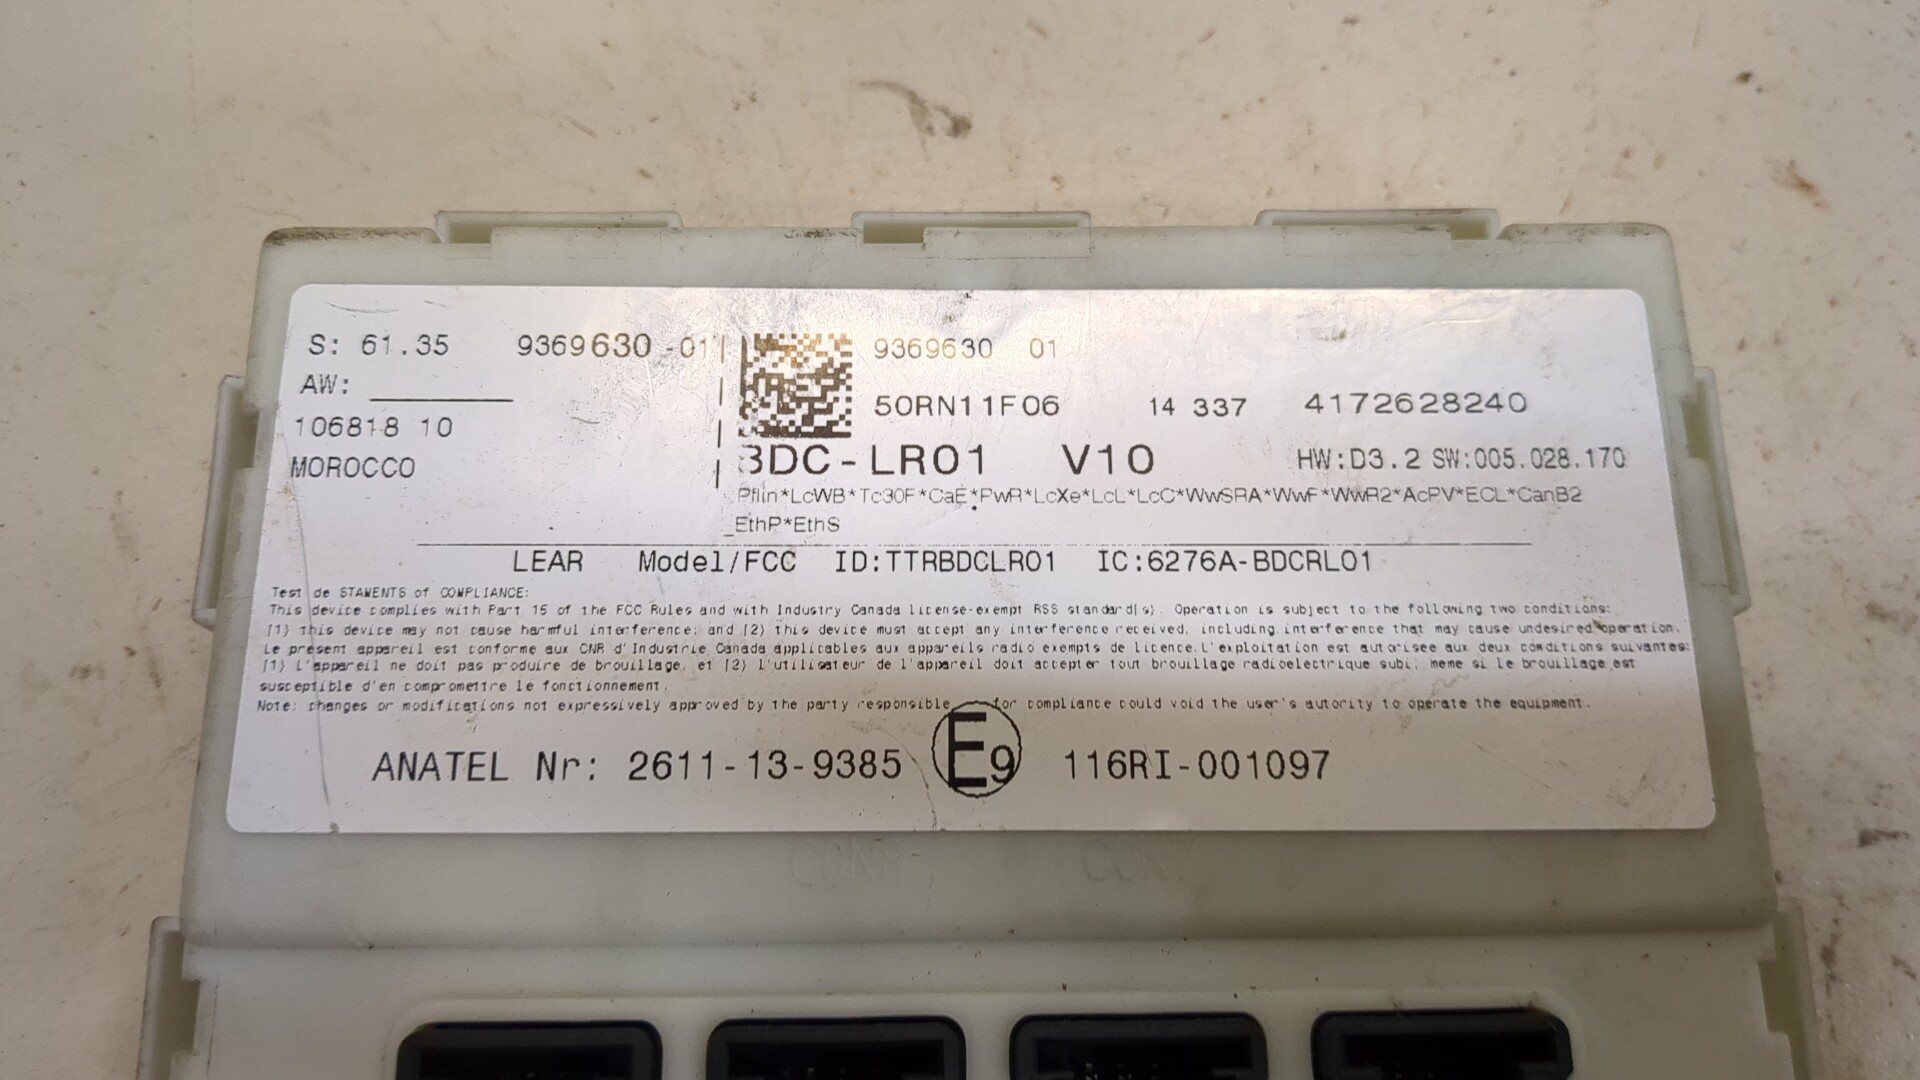 S: 61.35 9369630 -01
AW:
106818 10
MOROCCO
9369630 01
50RN11F06 14 337 4172628240
BDC-LR01 V10 HW:D3.2 SW:005.028.170
Pflin*LcWB*Tc30F*CaE*PwR*LcXe*LcL*LcC*WwSRA*WwF*WwR2*AcPV*ECL*CanB2
_EthP*EthS
LEAR Model/FCC ID:TTRBDCLR01 IC:6276A-BDCRL01
Test de STAMENTS of COMPLIANCE:
This device complies with Part 15 of the FCC Rules and with Industry Canada license-exempt RSS standard(s). Operation is subject to the following two conditions:
(1) this device may not cause harmful interference; and (2) this device must accept any interference received, including interference that may cause undesired operation.
Le present appareil est conforme aux CNR d'Industrie Canada applicables aux appareils radio exempts de licence.L'exploitation est autorisee aux deux conditions suivantes:
(1) L'appareil ne doit pas produire de brouillage, et (2) l'utilisateur de l'appareil doit accepter tout brouillage radioelectrique subi, meme si le brouillage est
susceptible d'en compromettre le fonctionnement.
Note: changes or modifications not expressively approved by the party responsible for compliance could void the user's autority to operate the equipment.
ANATEL Nr: 2611-13-9385 E9 116RI-001097